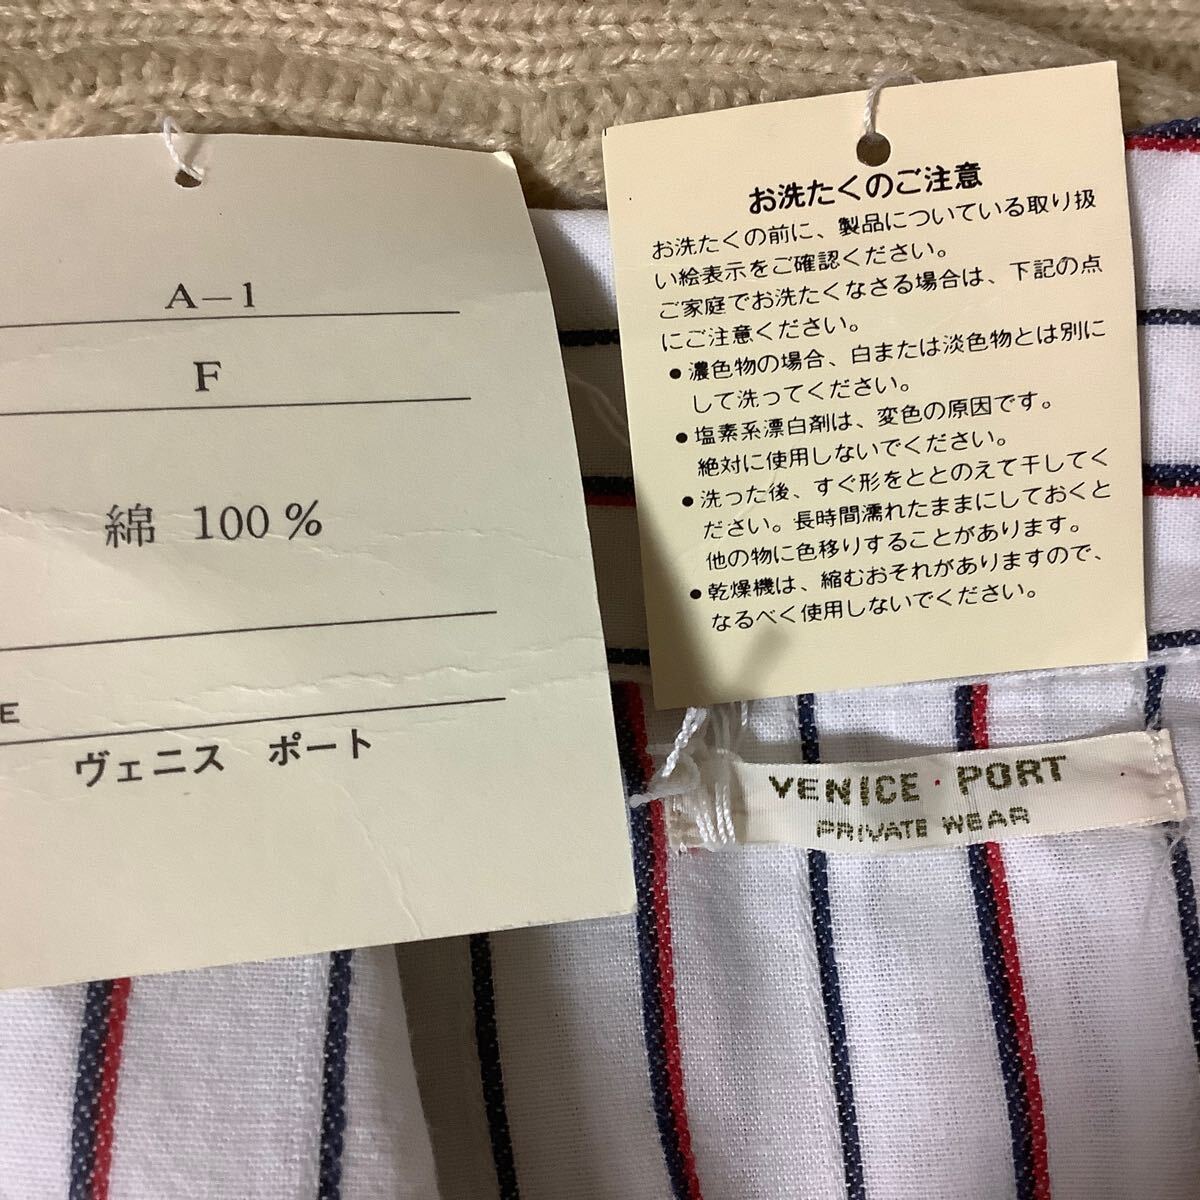 A-1
F
綿 100%
E
ヴェニス ポート
お洗たくのご注意
お洗たくの前に、製品についている取り扱
い絵表示をご確認ください。
ご家庭でお洗たくなさる場合は、下記の点
にご注意ください。
●濃色物の場合、白または淡色物とは別に
して洗ってください。
●塩素系漂白剤は、変色の原因です。
絶対に使用しないでください。
●洗った後、すぐ形をととのえて干してく
ださい。長時間濡れたままにしておくと
他の物に色移りすることがあります。
●乾燥機は、縮むおそれがありますので、
なるべく使用しないでください。
VENICE・PORT
PRIVATE WEAR